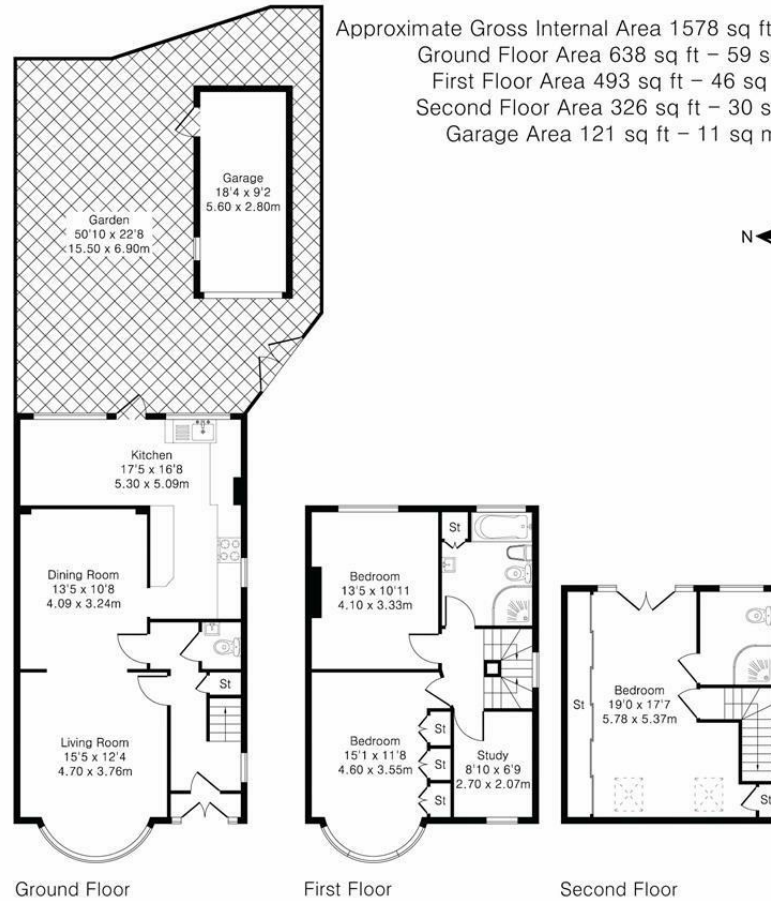 Approximate Gross Internal Area 1578 sq ft
Ground Floor Area 638 sq ft – 59
First Floor Area 493 sq ft – 46 sq
Second Floor Area 326 sq ft – 30
Garage Area 121 sq ft – 11 sq
N
Garage
18'4 x 9'2
5.60 x 2.80m
Garden
50'10 x 22'8
15.50 x 6.90m
Kitchen
17'5 x 16'8
5.30 x 5.09m
Dining Room
13'5 x 10'8
4.09 x 3.24m
St
Living Room
15'5 x 12'4
4.70 x 3.76m
Ground Floor
St
Bedroom
13'5 x 10'11
4.10 x 3.33m
Bedroom
15'1 x 11'8
4.60 x 3.55m
St
St
St
Study
8'10 x 6'9
2.70 x 2.07m
First Floor
St
Bedroom
19'0 x 17'7
5.78 x 5.37m
St
Second Floor